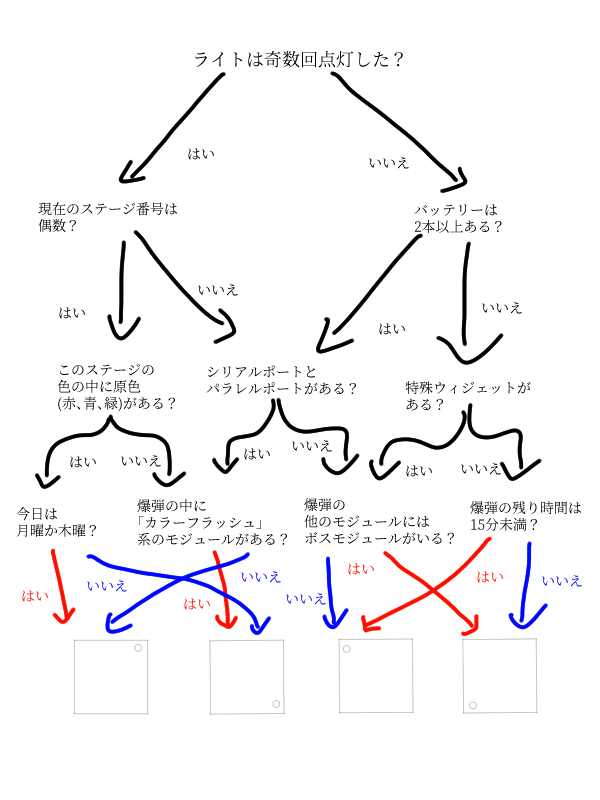 ライトは奇数回点灯した？
はい
いいえ
現在のステージ番号は
偶数？
バッテリーは
2本以上ある？
はい
いいえ
はい
いいえ
このステージの
色の中に原色
(赤､青､緑)がある？
シリアルポートと
パラレルポートがある？
特殊ウィジェットが
ある？
はい
いいえ
はい
いいえ
はい
いいえ
今日は
月曜か木曜？
爆弾の中に
「カラーフラッシュ」
系のモジュールがある？
爆弾の
他のモジュールには
ボスモジュールがいる？
爆弾の残り時間は
15分未満？
はい
いいえ
はい
いいえ
いいえ
はい
はい
いいえ